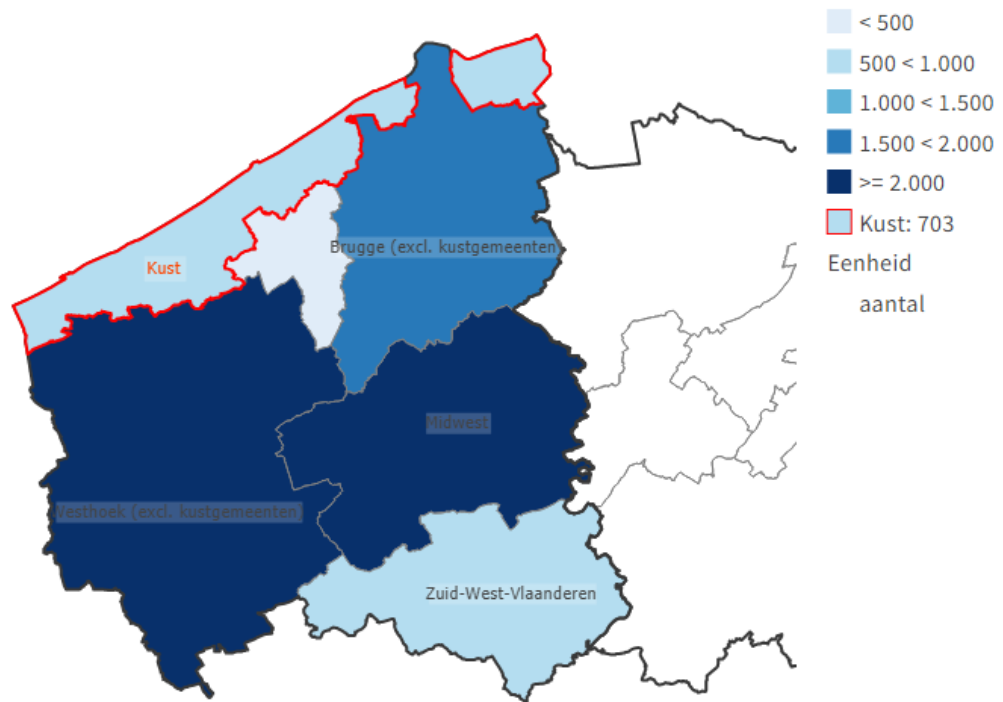 < 500
500 < 1.000
1.000 < 1.500
1.500 < 2.000
>= 2.000
Kust: 703
Eenheid
aantal
Brugge (excl. kustgemeenten)
Kust
Midwest
Westhoek (excl. kustgemeenten)
Zuid-West-Vlaanderen